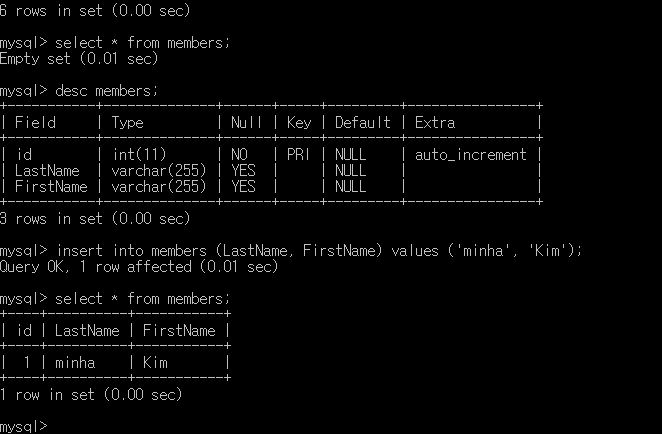 6 rows in set (0.00 sec)
mysql> select * from members;
Empty set (0.01 sec)
mysql> desc members;
+-----------+--------------+------+-----+---------+----------------+
| Field     | Type         | Null | Key | Default | Extra          |
+-----------+--------------+------+-----+---------+----------------+
| id        | int(11)      | NO   | PRI | NULL    | auto_increment |
| LastName  | varchar(255) | YES  |     | NULL    |                |
| FirstName | varchar(255) | YES  |     | NULL    |                |
+-----------+--------------+------+-----+---------+----------------+
3 rows in set (0.00 sec)
mysql> insert into members (LastName, FirstName) values ('minha', 'Kim');
Query OK, 1 row affected (0.01 sec)
mysql> select * from members;
+----+----------+-----------+
| id | LastName | FirstName |
+----+----------+-----------+
|  1 | minha    | Kim       |
+----+----------+-----------+
1 row in set (0.00 sec)
mysql>